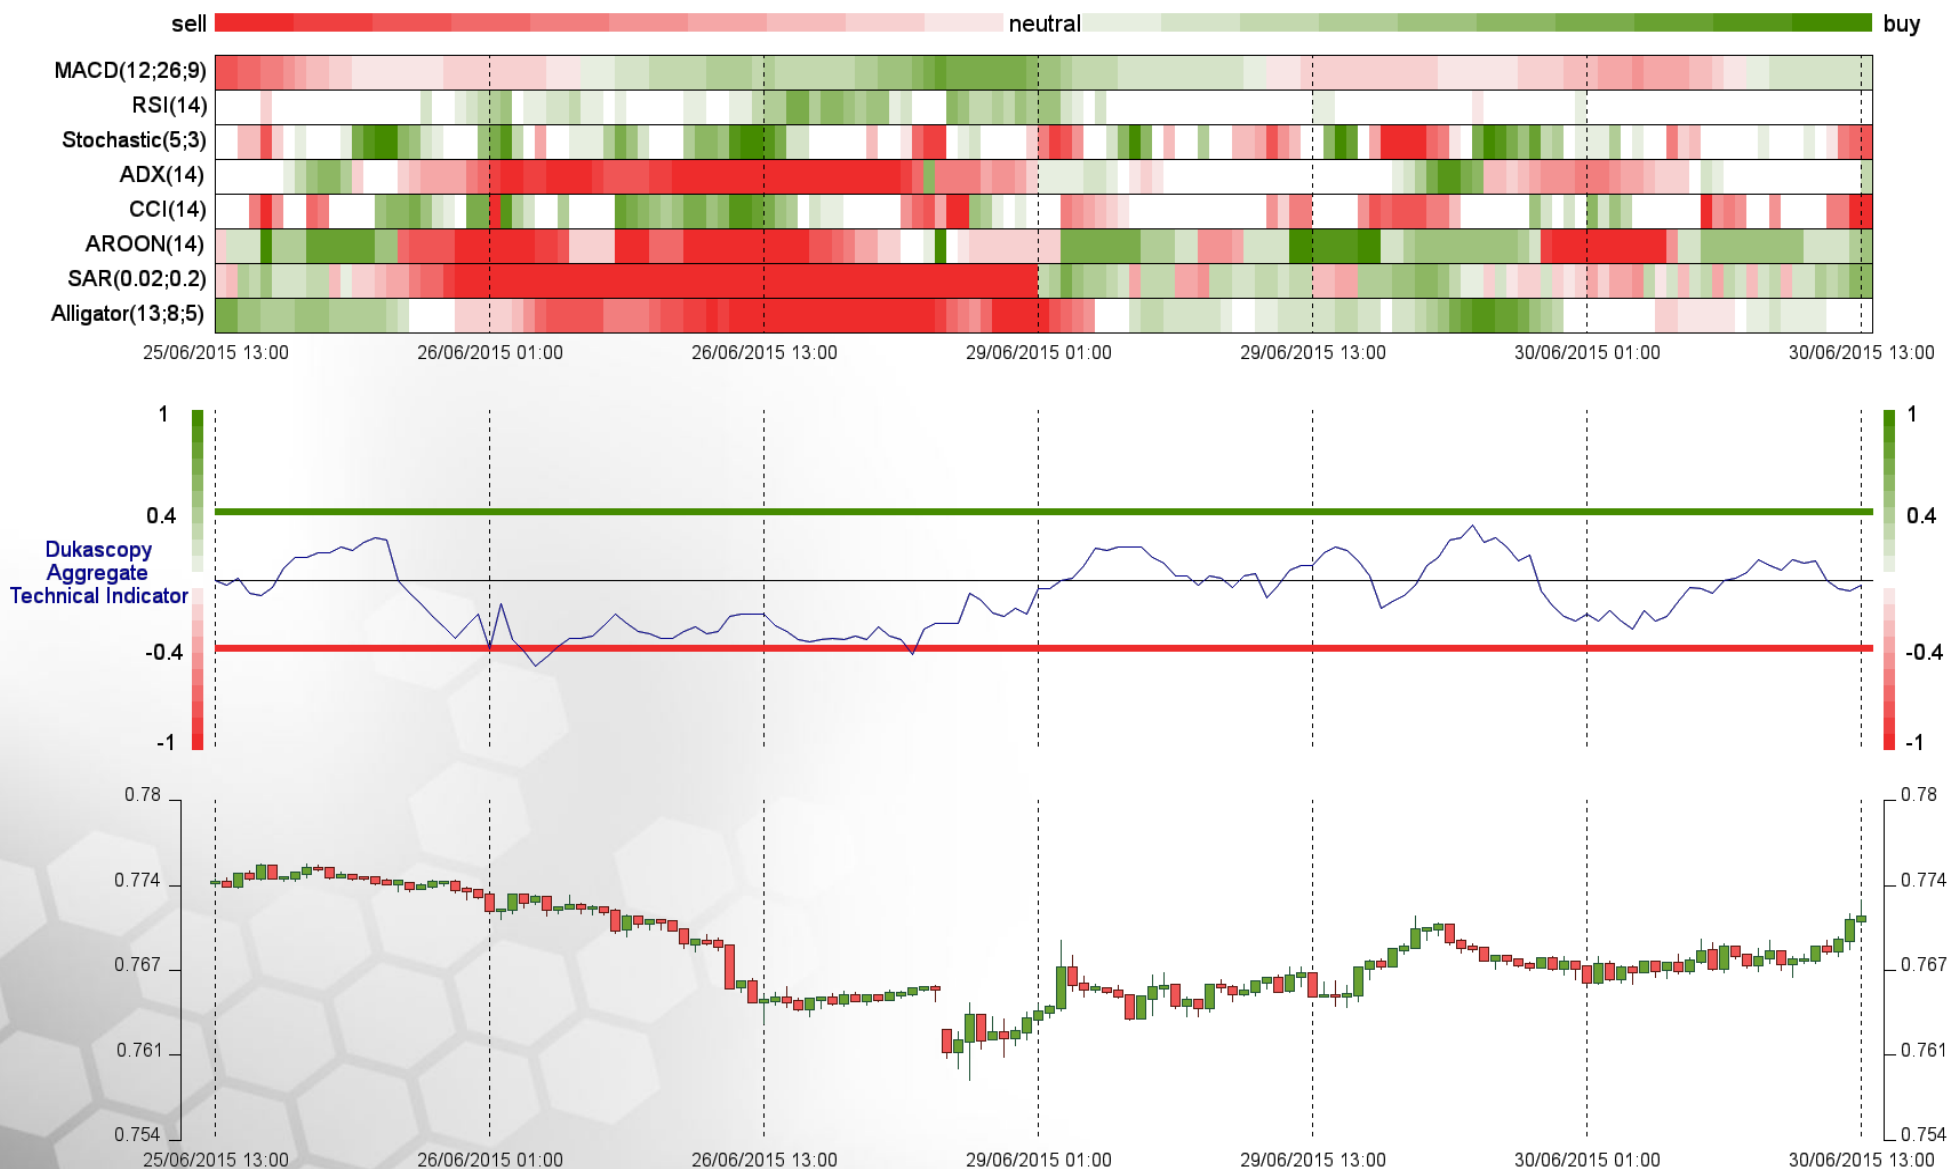 sell neutral buy
MACD(12;26;9)
RSI(14)
Stochastic(5;3)
ADX(14)
CCI(14)
AROON(14)
SAR(0.02;0.2)
Alligator(13;8;5)
25/06/2015 13:00 26/06/2015 01:00 26/06/2015 13:00 29/06/2015 01:00 29/06/2015 13:00 30/06/2015 01:00 30/06/2015 13:00
1 1
0.4 0.4
Dukascopy
Aggregate
Technical Indicator
-0.4 -0.4
-1 -1
0.78 0.78
0.774 0.774
0.767 0.767
0.761 0.761
0.754 0.754
25/06/2015 13:00 26/06/2015 01:00 26/06/2015 13:00 29/06/2015 01:00 29/06/2015 13:00 30/06/2015 01:00 30/06/2015 13:00